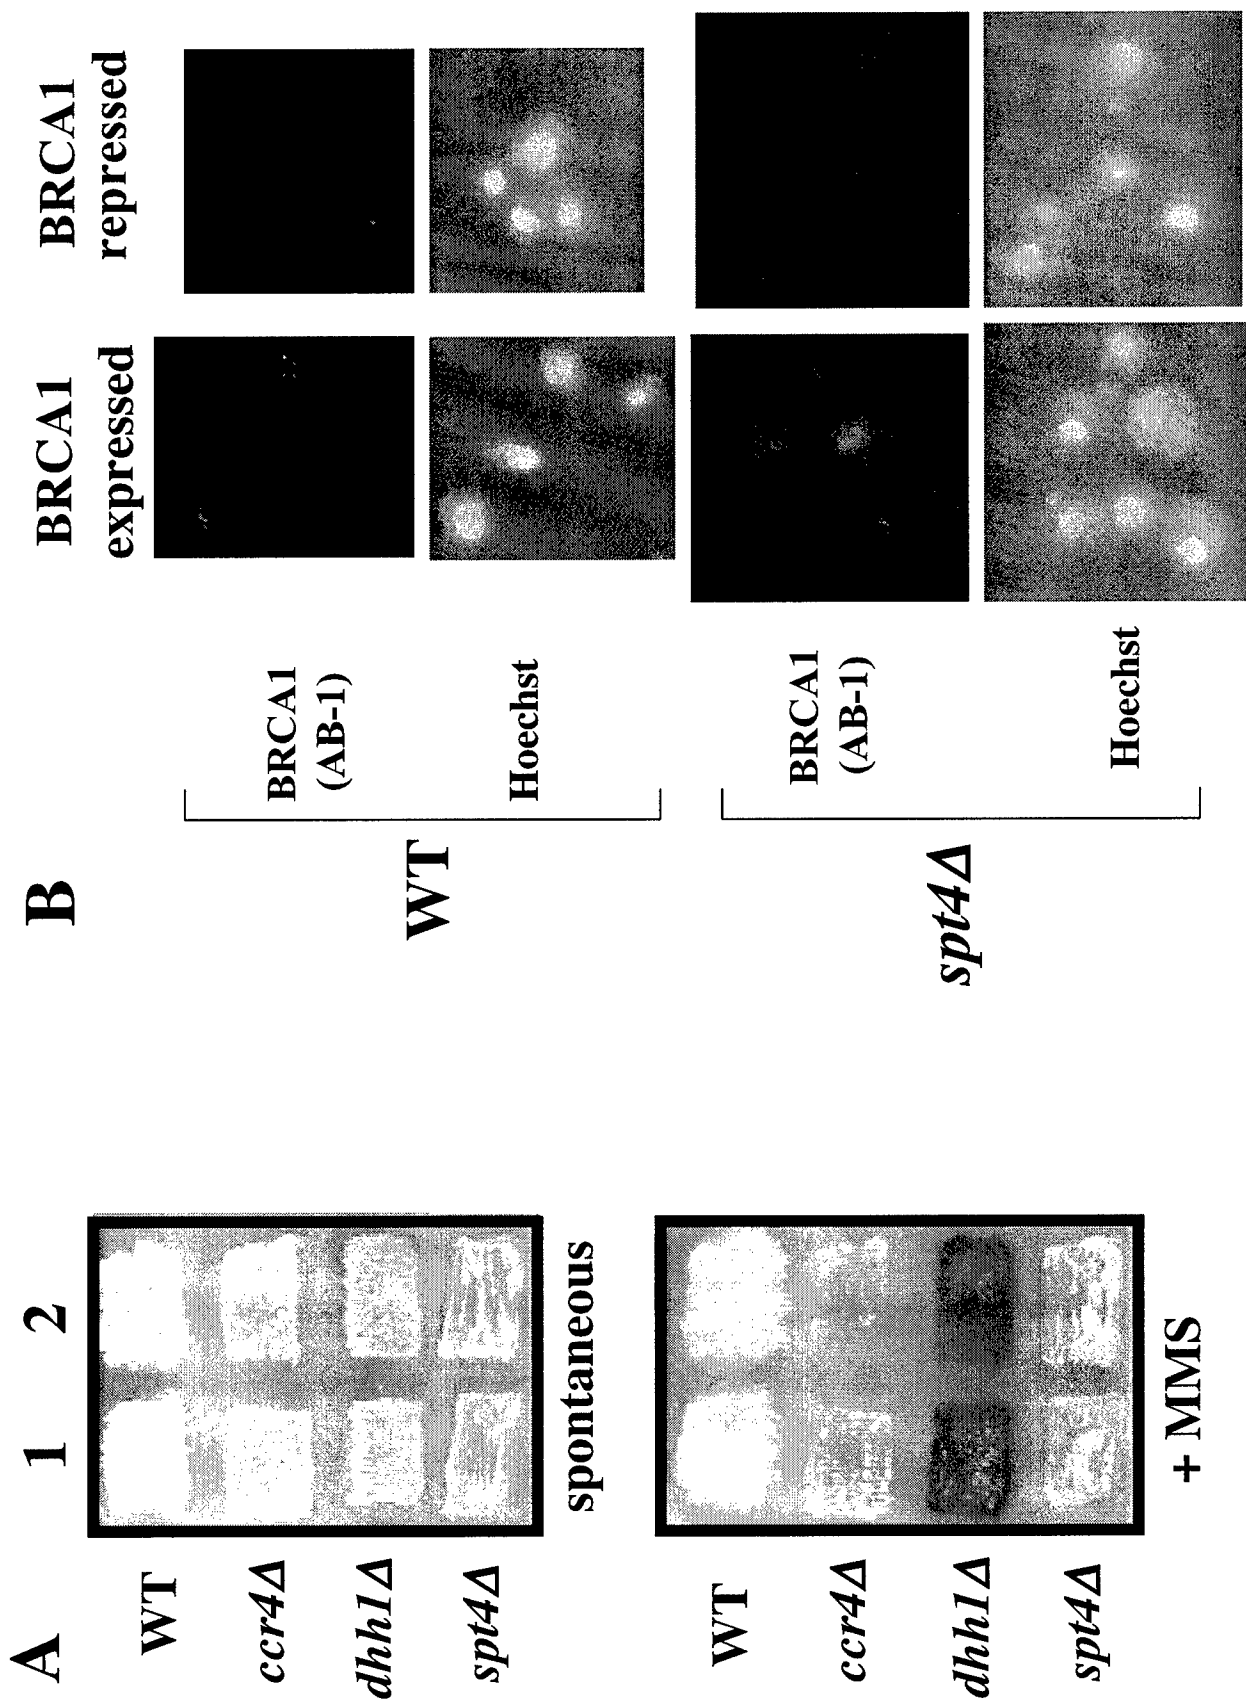 A
1 2
WT
ccr4Δ
dhh1Δ
spt4Δ
spontaneous
WT
ccr4Δ
dhh1Δ
spt4Δ
+ MMS
B
BRCA1
expressed
BRCA1
repressed
WT
BRCA1
(AB-1)
Hoechst
spt4Δ
BRCA1
(AB-1)
Hoechst